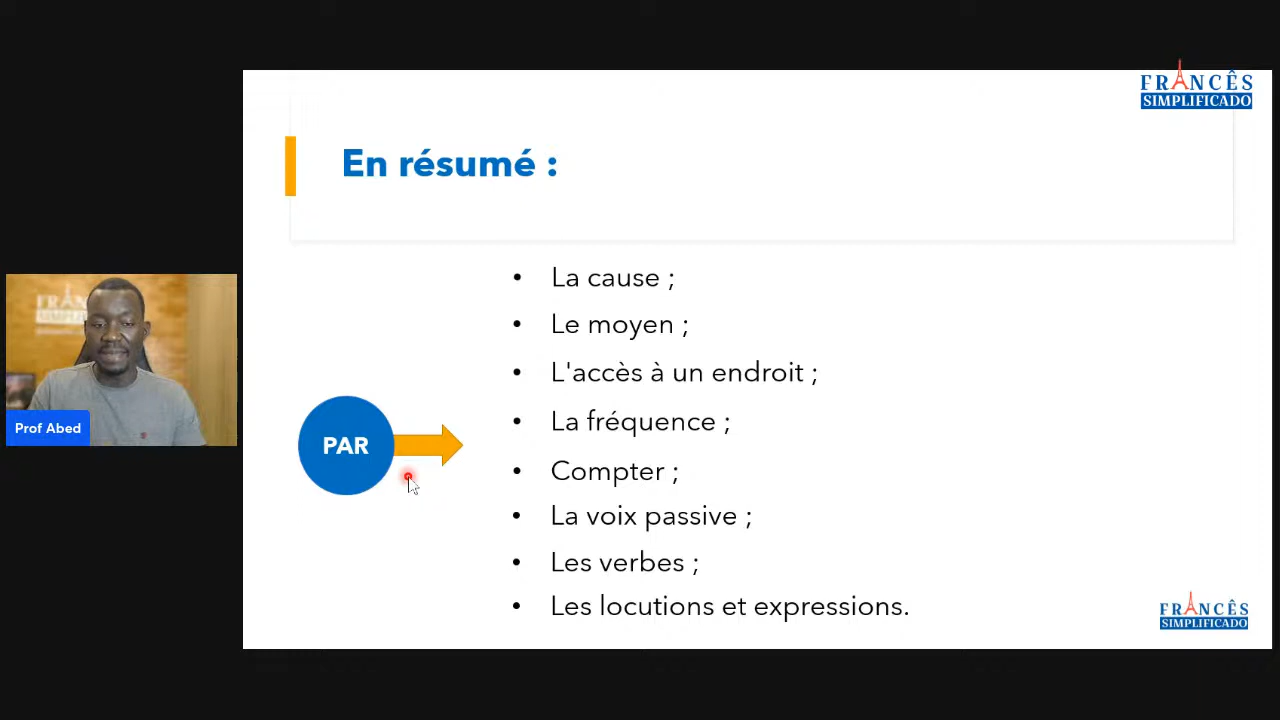 FRANCÊS
SIMPLIFICADO
En résumé :
• La cause ;
• Le moyen ;
• L'accès à un endroit ;
• La fréquence ;
PAR
• Compter ;
• La voix passive ;
• Les verbes ;
• Les locutions et expressions.
Prof Abed
FRANCÊS
SIMPLIFICADO